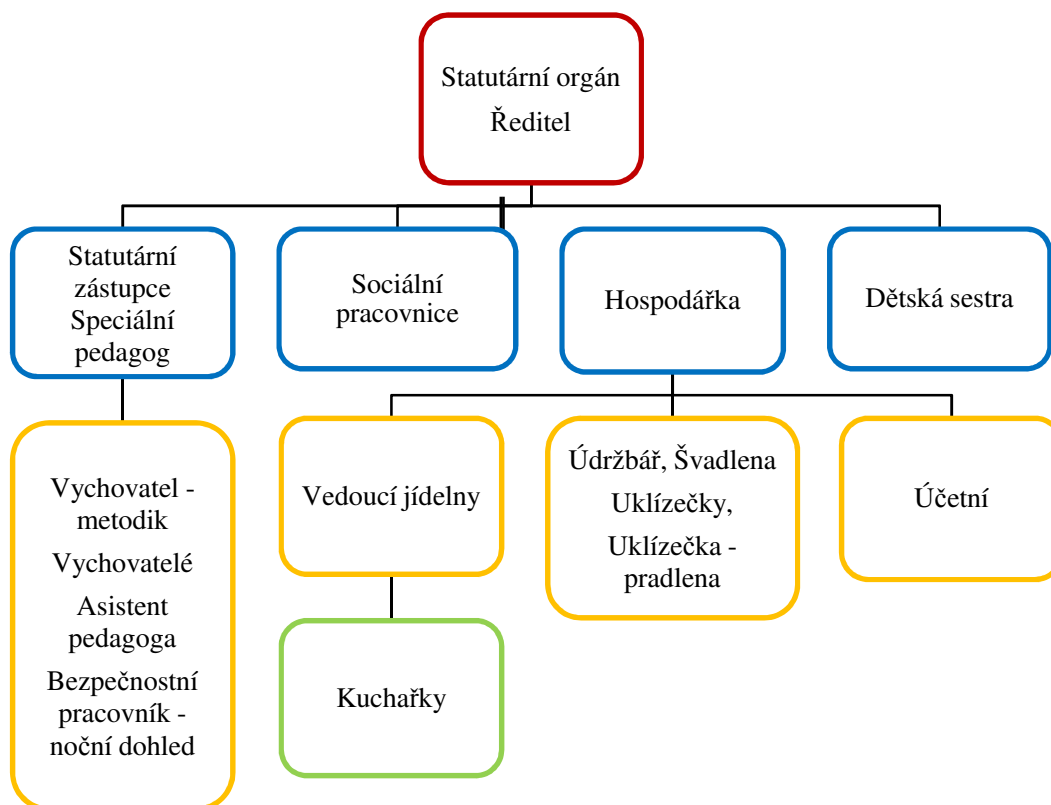 Statutární orgán
Ředitel
Statutární
zástupce
Speciální
pedagog
Sociální
pracovnice
Hospodářka
Dětská sestra
Vychovatel -
metodik
Vychovatelé
Asistent
pedagoga
Bezpečnostní
pracovník -
noční dohled
Vedoucí jídelny
Údržbář, Švadlena
Uklízečky,
Uklízečka -
pradlena
Účetní
Kuchařky